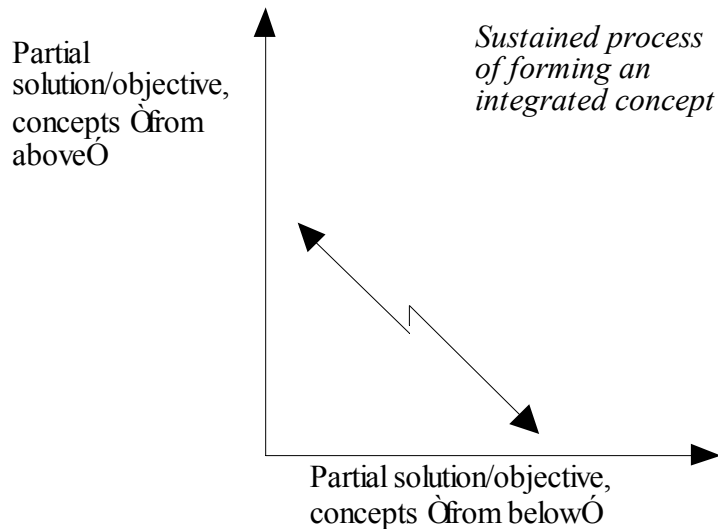 Partial
solution/objective,
concepts Òfrom
aboveÓ
Sustained process
of forming an
integrated concept
Partial solution/objective,
concepts Òfrom belowÓ